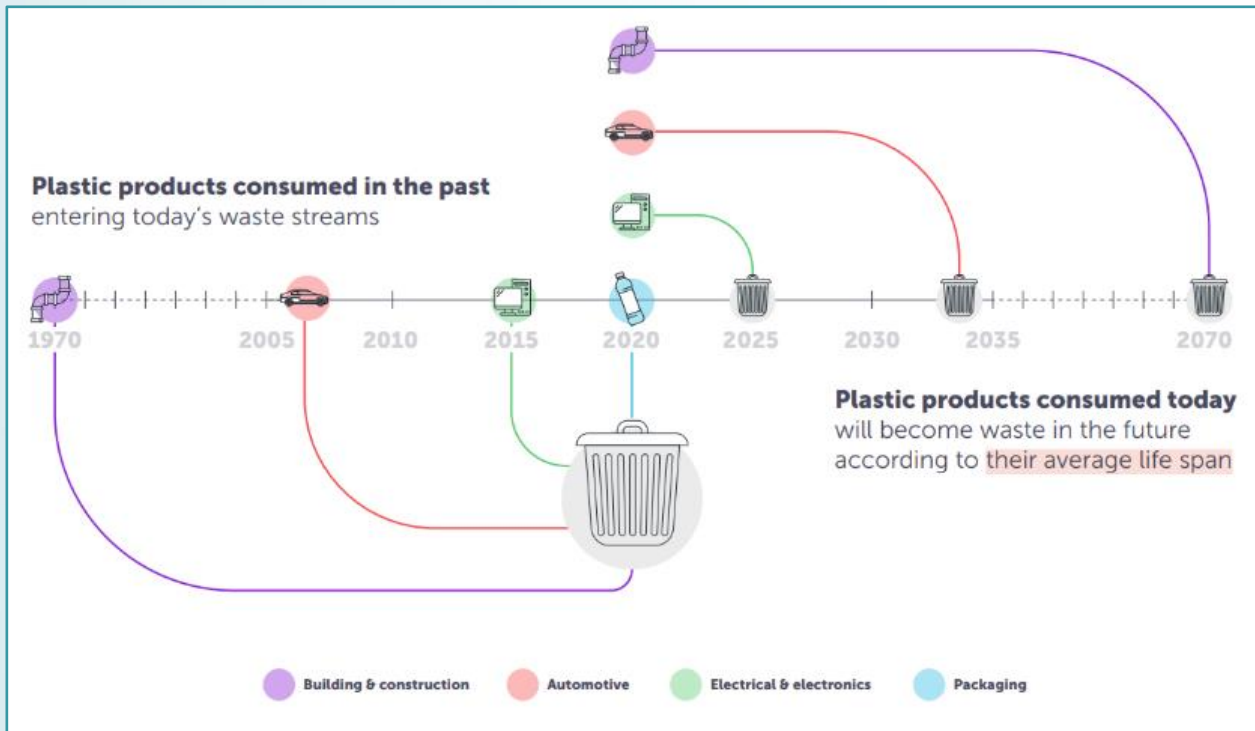 Plastic products consumed in the past
entering today's waste streams
1970
2005
2010
2015
2020
2025
2030
2035
2070
Plastic products consumed today
will become waste in the future
according to their average life span
Building & construction
Automotive
Electrical & electronics
Packaging